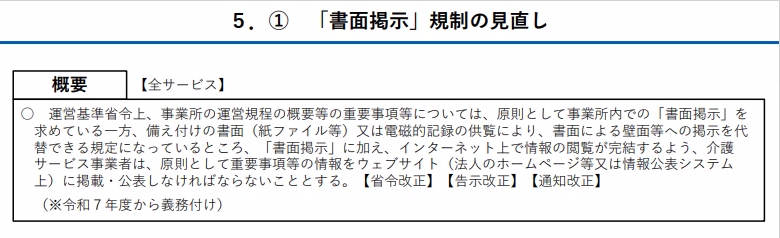 ５．① 「書面掲示」規制の見直し
概要
【全サービス】
○ 運営基準省令上、事業所の運営規程の概要等の重要事項等については、原則として事業所内での「書面掲示」を
求めている一方、備え付けの書面（紙ファイル等）又は電磁的記録の供覧により、書面による壁面等への掲示を代
替できる規定になっているところ、「書面掲示」に加え、インターネット上で情報の閲覧が完結するよう、介護
サービス事業者は、原則として重要事項等の情報をウェブサイト（法人のホームページ等又は情報公表システム
上）に掲載・公表しなければならないこととする。【省令改正】【告示改正】【通知改正】
（※令和７年度から義務付け）